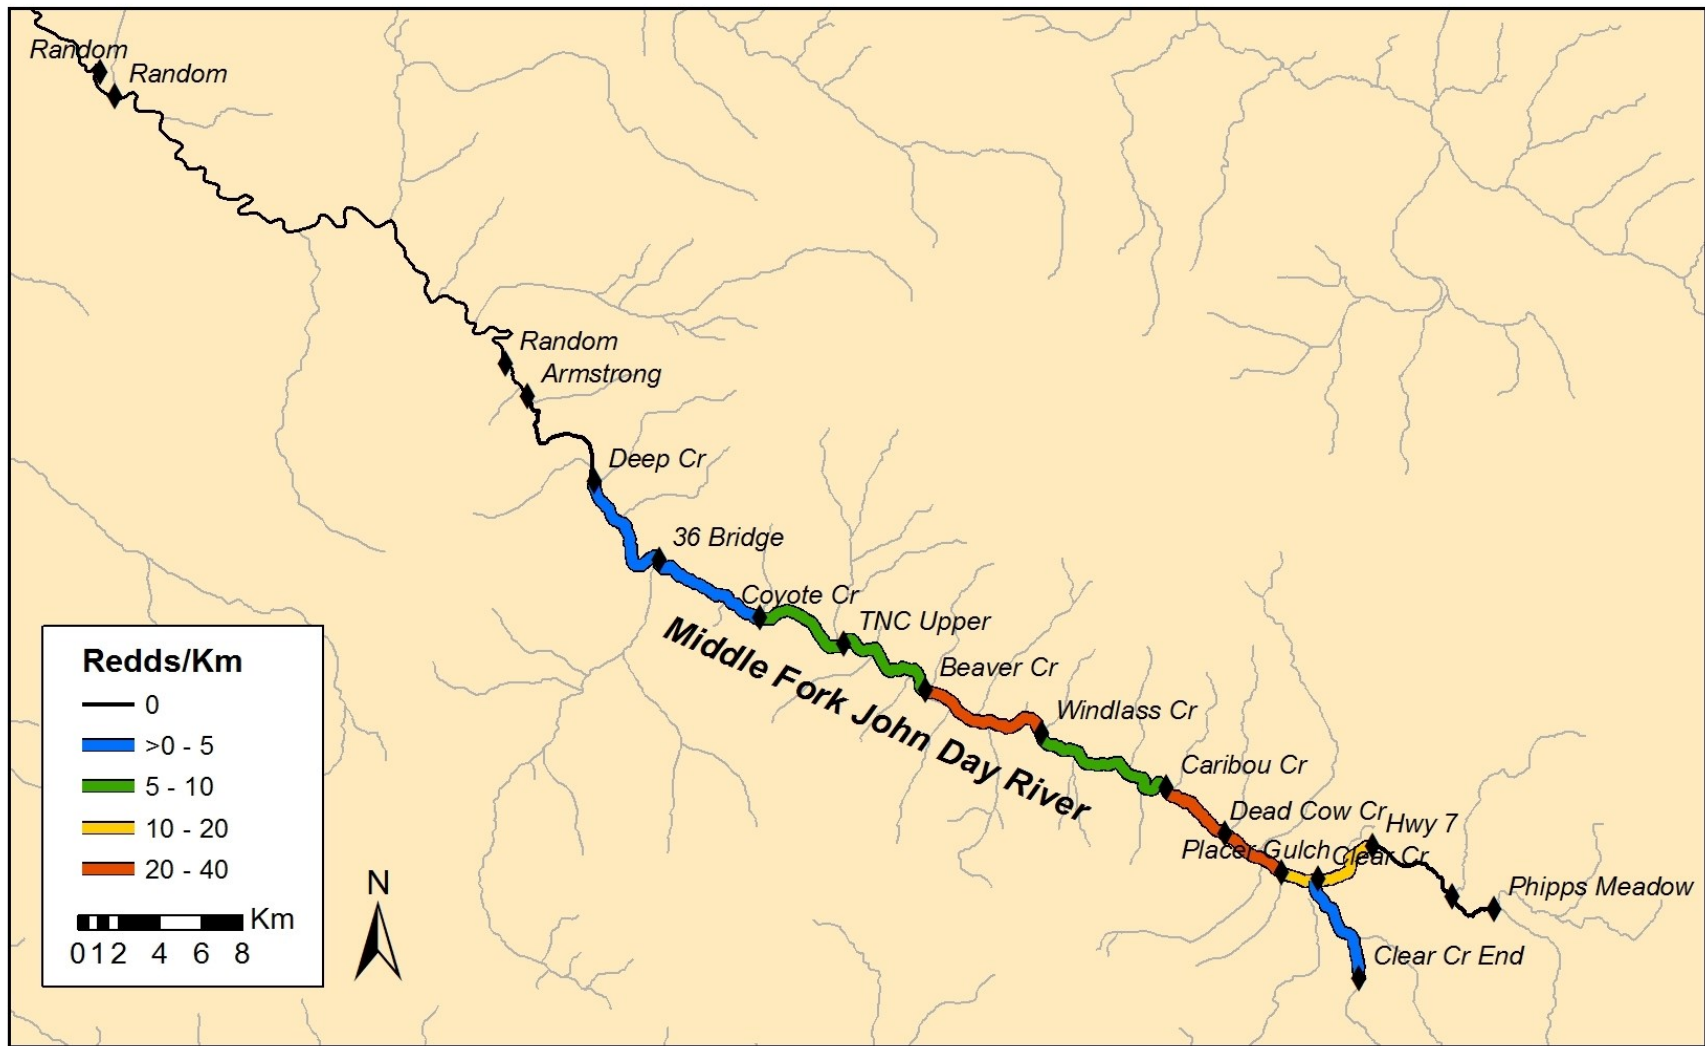 Random
Random
Random
Armstrong
Deep Cr
36 Bridge
Coyote Cr
TNC Upper
Beaver Cr
Middle Fork John Day River
Windlass Cr
Caribou Cr
Dead Cow Cr
Hwy 7
Placer Gulch
Clear Cr
Phipps Meadow
Clear Cr End
Redds/Km
0
>0 - 5
5 - 10
10 - 20
20 - 40
Km
0 1 2 4 6 8
N